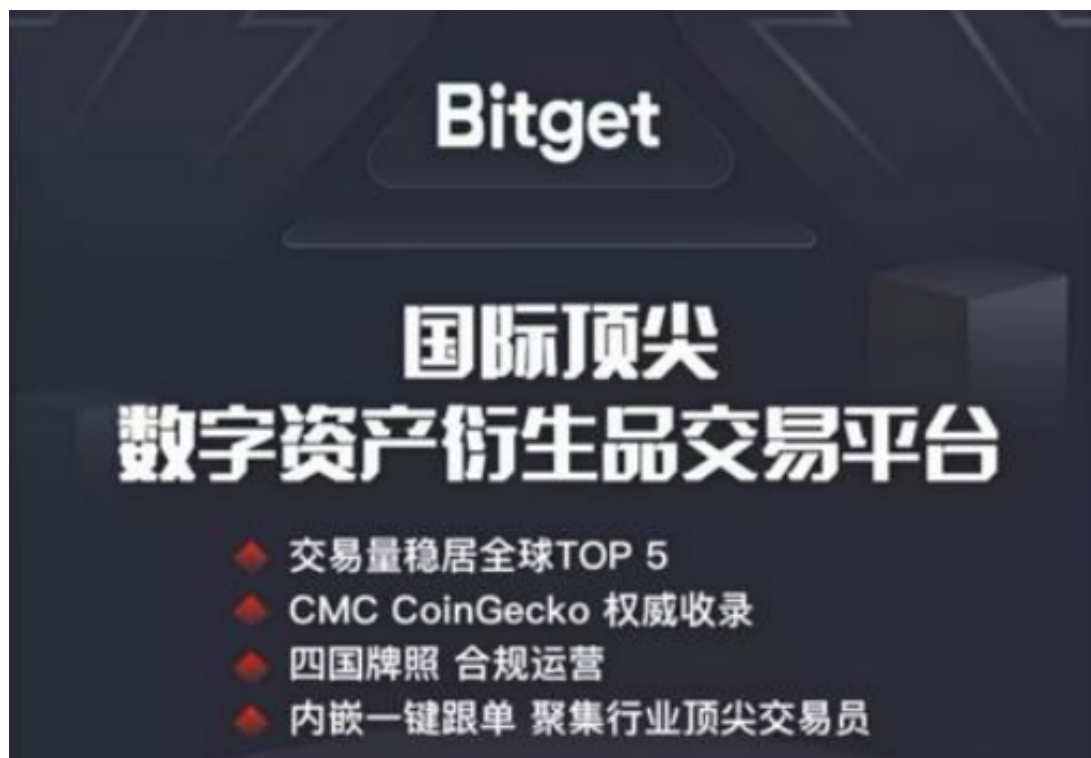 Bitget
国际顶尖
数字资产衍生品交易平台
交易量稳居全球TOP 5
CMC CoinGecko 权威收录
四国牌照 合规运营
内嵌一键跟单 聚集行业顶尖交易员